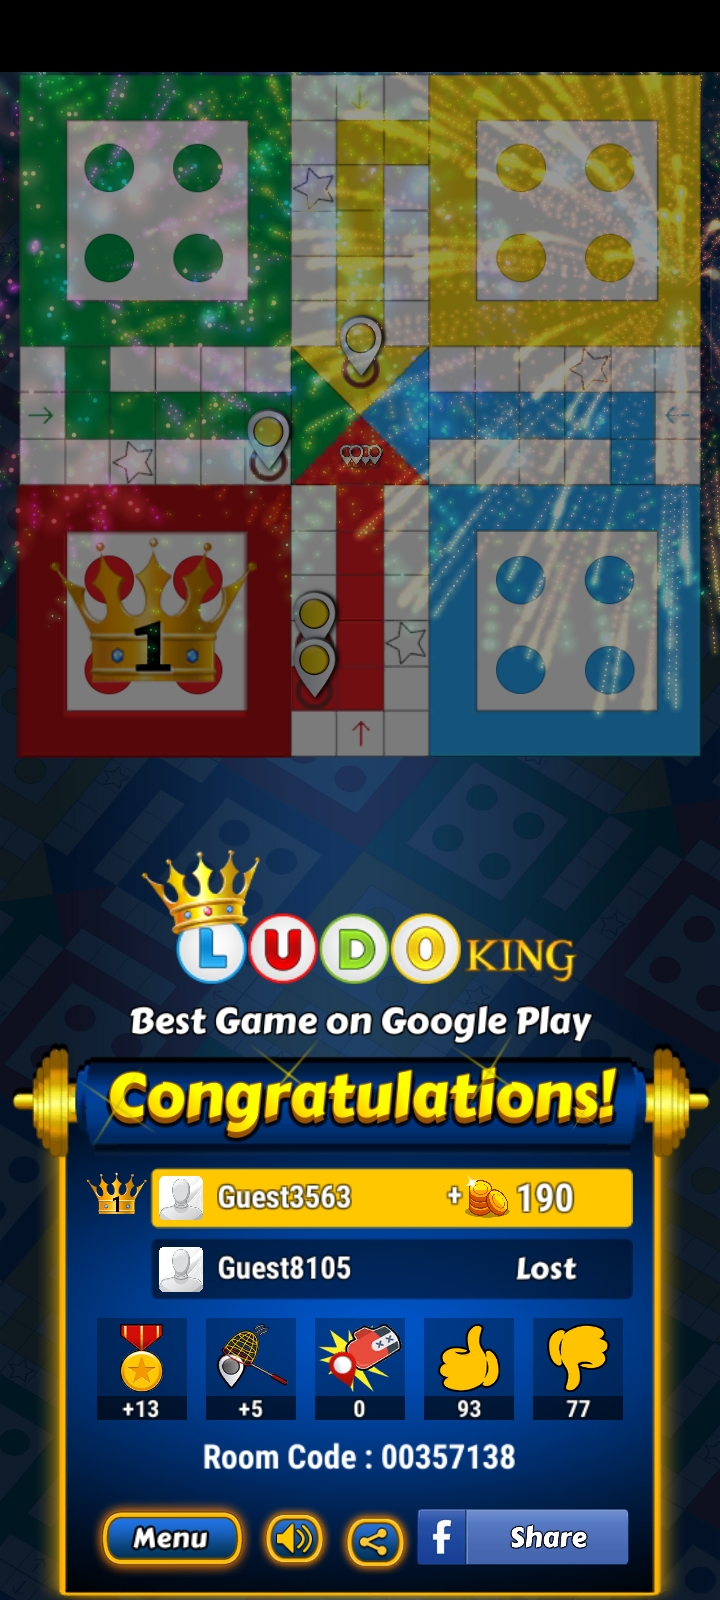 1
LUDO KING
Best Game on Google Play
Congratulations!
1 Guest3563 + 190
Guest8105 Lost
+13 +5 0 93 77
Room Code : 00357138
Menu f Share